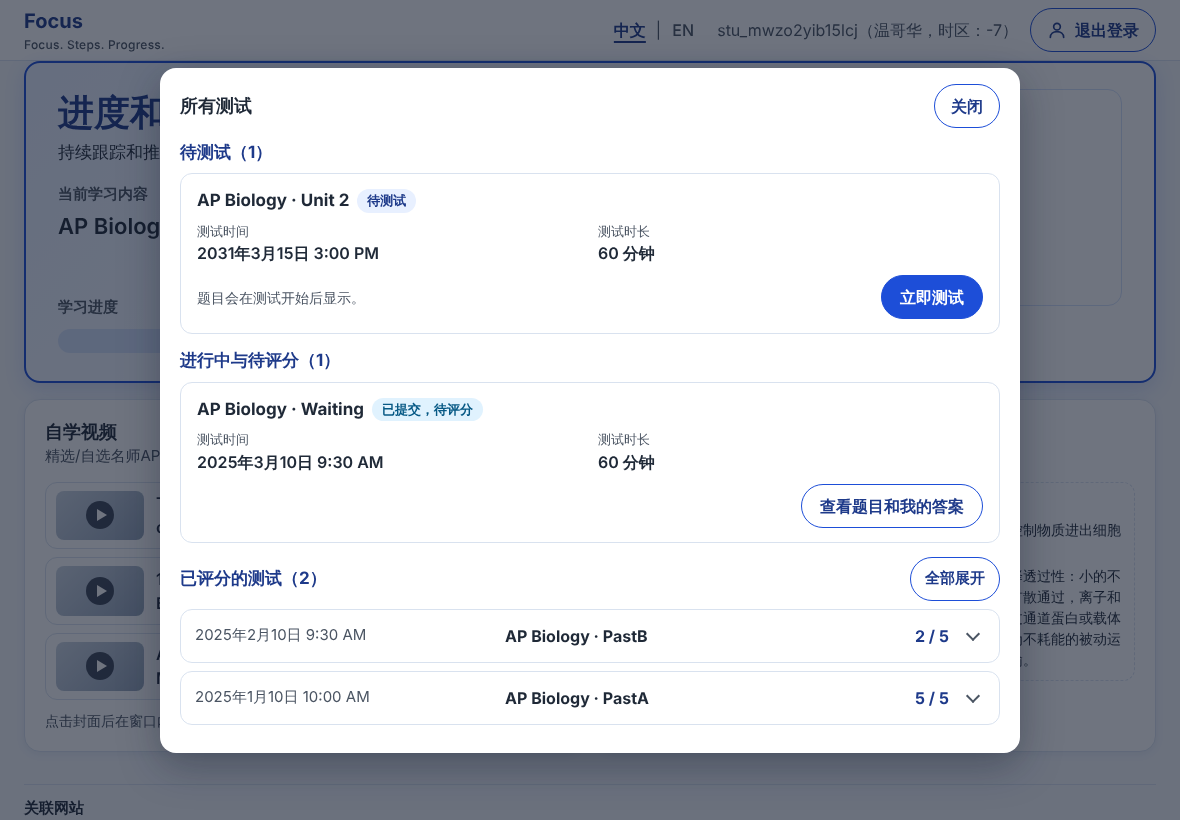 Focus
Focus. Steps. Progress.
中文 | EN stu_mwzo2yib15lcj（温哥华，时区：-7） 退出登录
进度和
持续跟踪和推
当前学习内容
AP Biolog
学习进度
所有测试 关闭
待测试（1）
AP Biology · Unit 2 待测试
测试时间 测试时长
2031年3月15日 3:00 PM 60 分钟
题目会在测试开始后显示。 立即测试
进行中与待评分（1）
AP Biology · Waiting 已提交，待评分
测试时间 测试时长
2025年3月10日 9:30 AM 60 分钟
查看题目和我的答案
已评分的测试（2） 全部展开
2025年2月10日 9:30 AM AP Biology · PastB 2 / 5
2025年1月10日 10:00 AM AP Biology · PastA 5 / 5
自学视频
精选/自选名师AP
点击封面后在窗口
制物质进出细胞
透过性：小的不
散通过，离子和
通道蛋白或载体
不耗能的被动运
关联网站